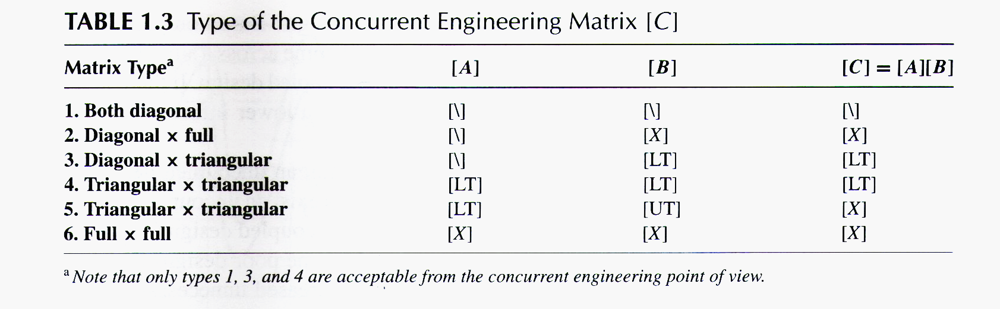 TABLE 1.3 Type of the Concurrent Engineering Matrix [C]
Matrix Typeᵃ [A] [B] [C] = [A][B]
1. Both diagonal [\] [\] [\]
2. Diagonal × full [\] [X] [X]
3. Diagonal × triangular [\] [LT] [LT]
4. Triangular × triangular [LT] [LT] [LT]
5. Triangular × triangular [LT] [UT] [X]
6. Full × full [X] [X] [X]
ᵃ Note that only types 1, 3, and 4 are acceptable from the concurrent engineering point of view.